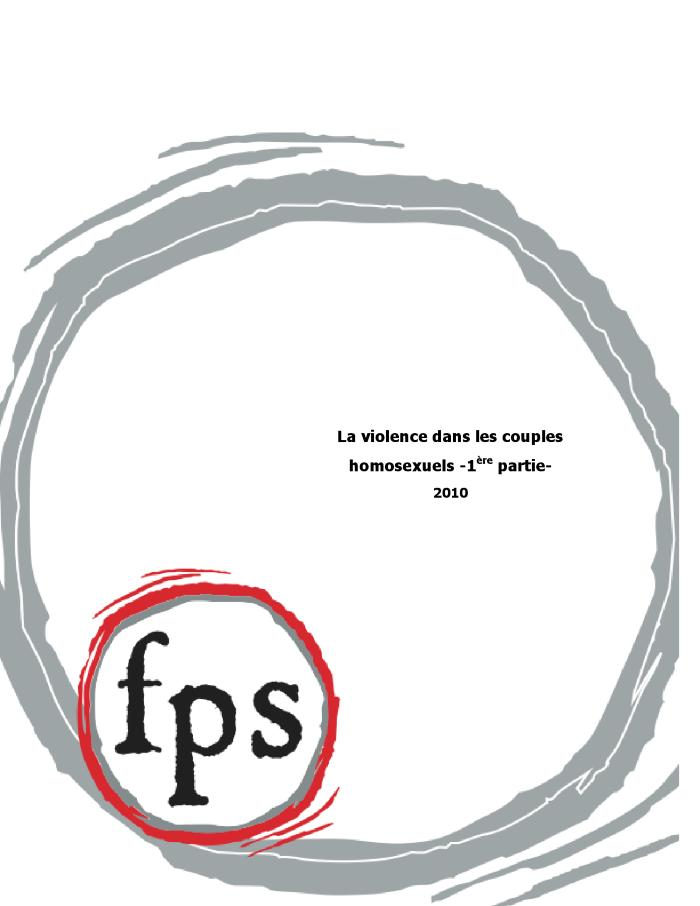 La violence dans les couples
homosexuels -1ère partie-
2010
fps